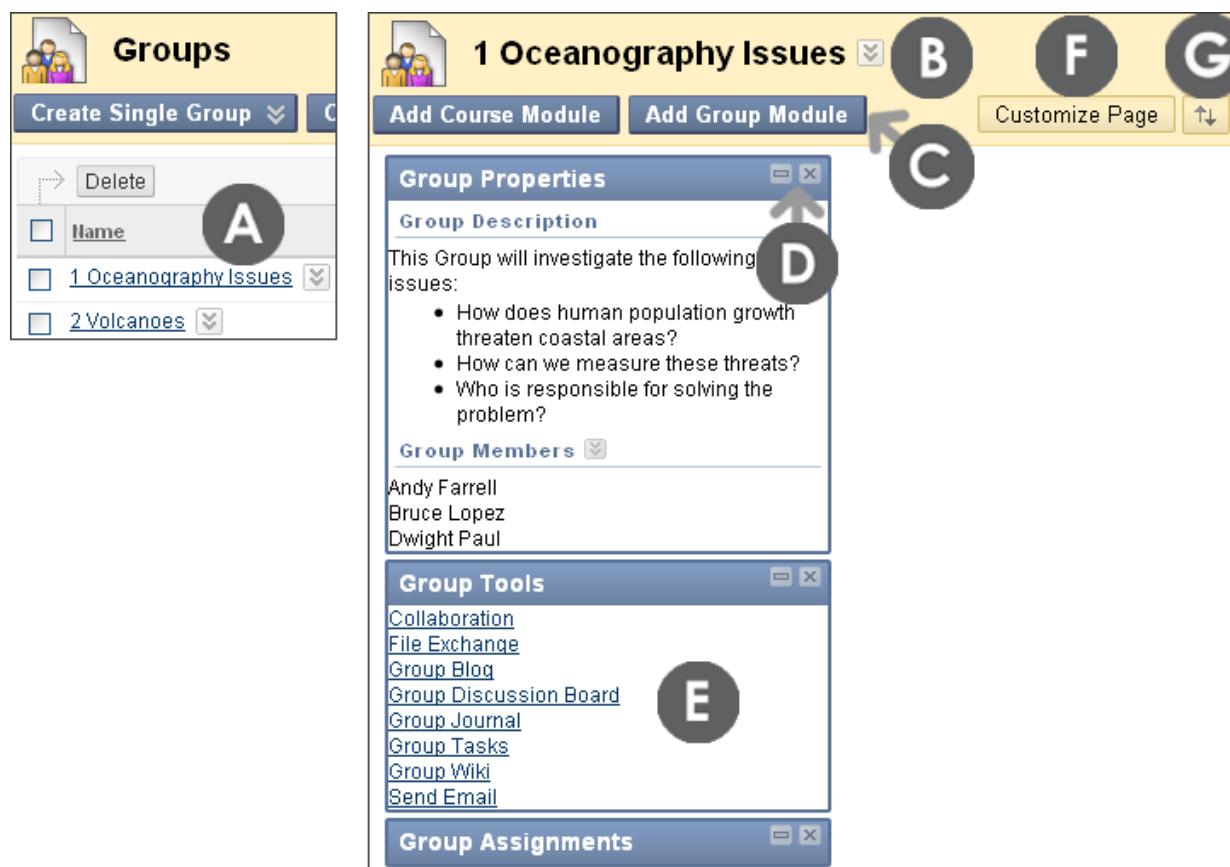 Groups
Create Single Group
Delete
A
Name
1 Oceanography Issues
2 Volcanoes
1 Oceanography Issues
B
F
G
Add Course Module
Add Group Module
Customize Page
C
Group Properties
D
Group Description
This Group will investigate the following
issues:
• How does human population growth
threaten coastal areas?
• How can we measure these threats?
• Who is responsible for solving the
problem?
Group Members
Andy Farrell
Bruce Lopez
Dwight Paul
Group Tools
Collaboration
File Exchange
Group Blog
Group Discussion Board
E
Group Journal
Group Tasks
Group Wiki
Send Email
Group Assignments